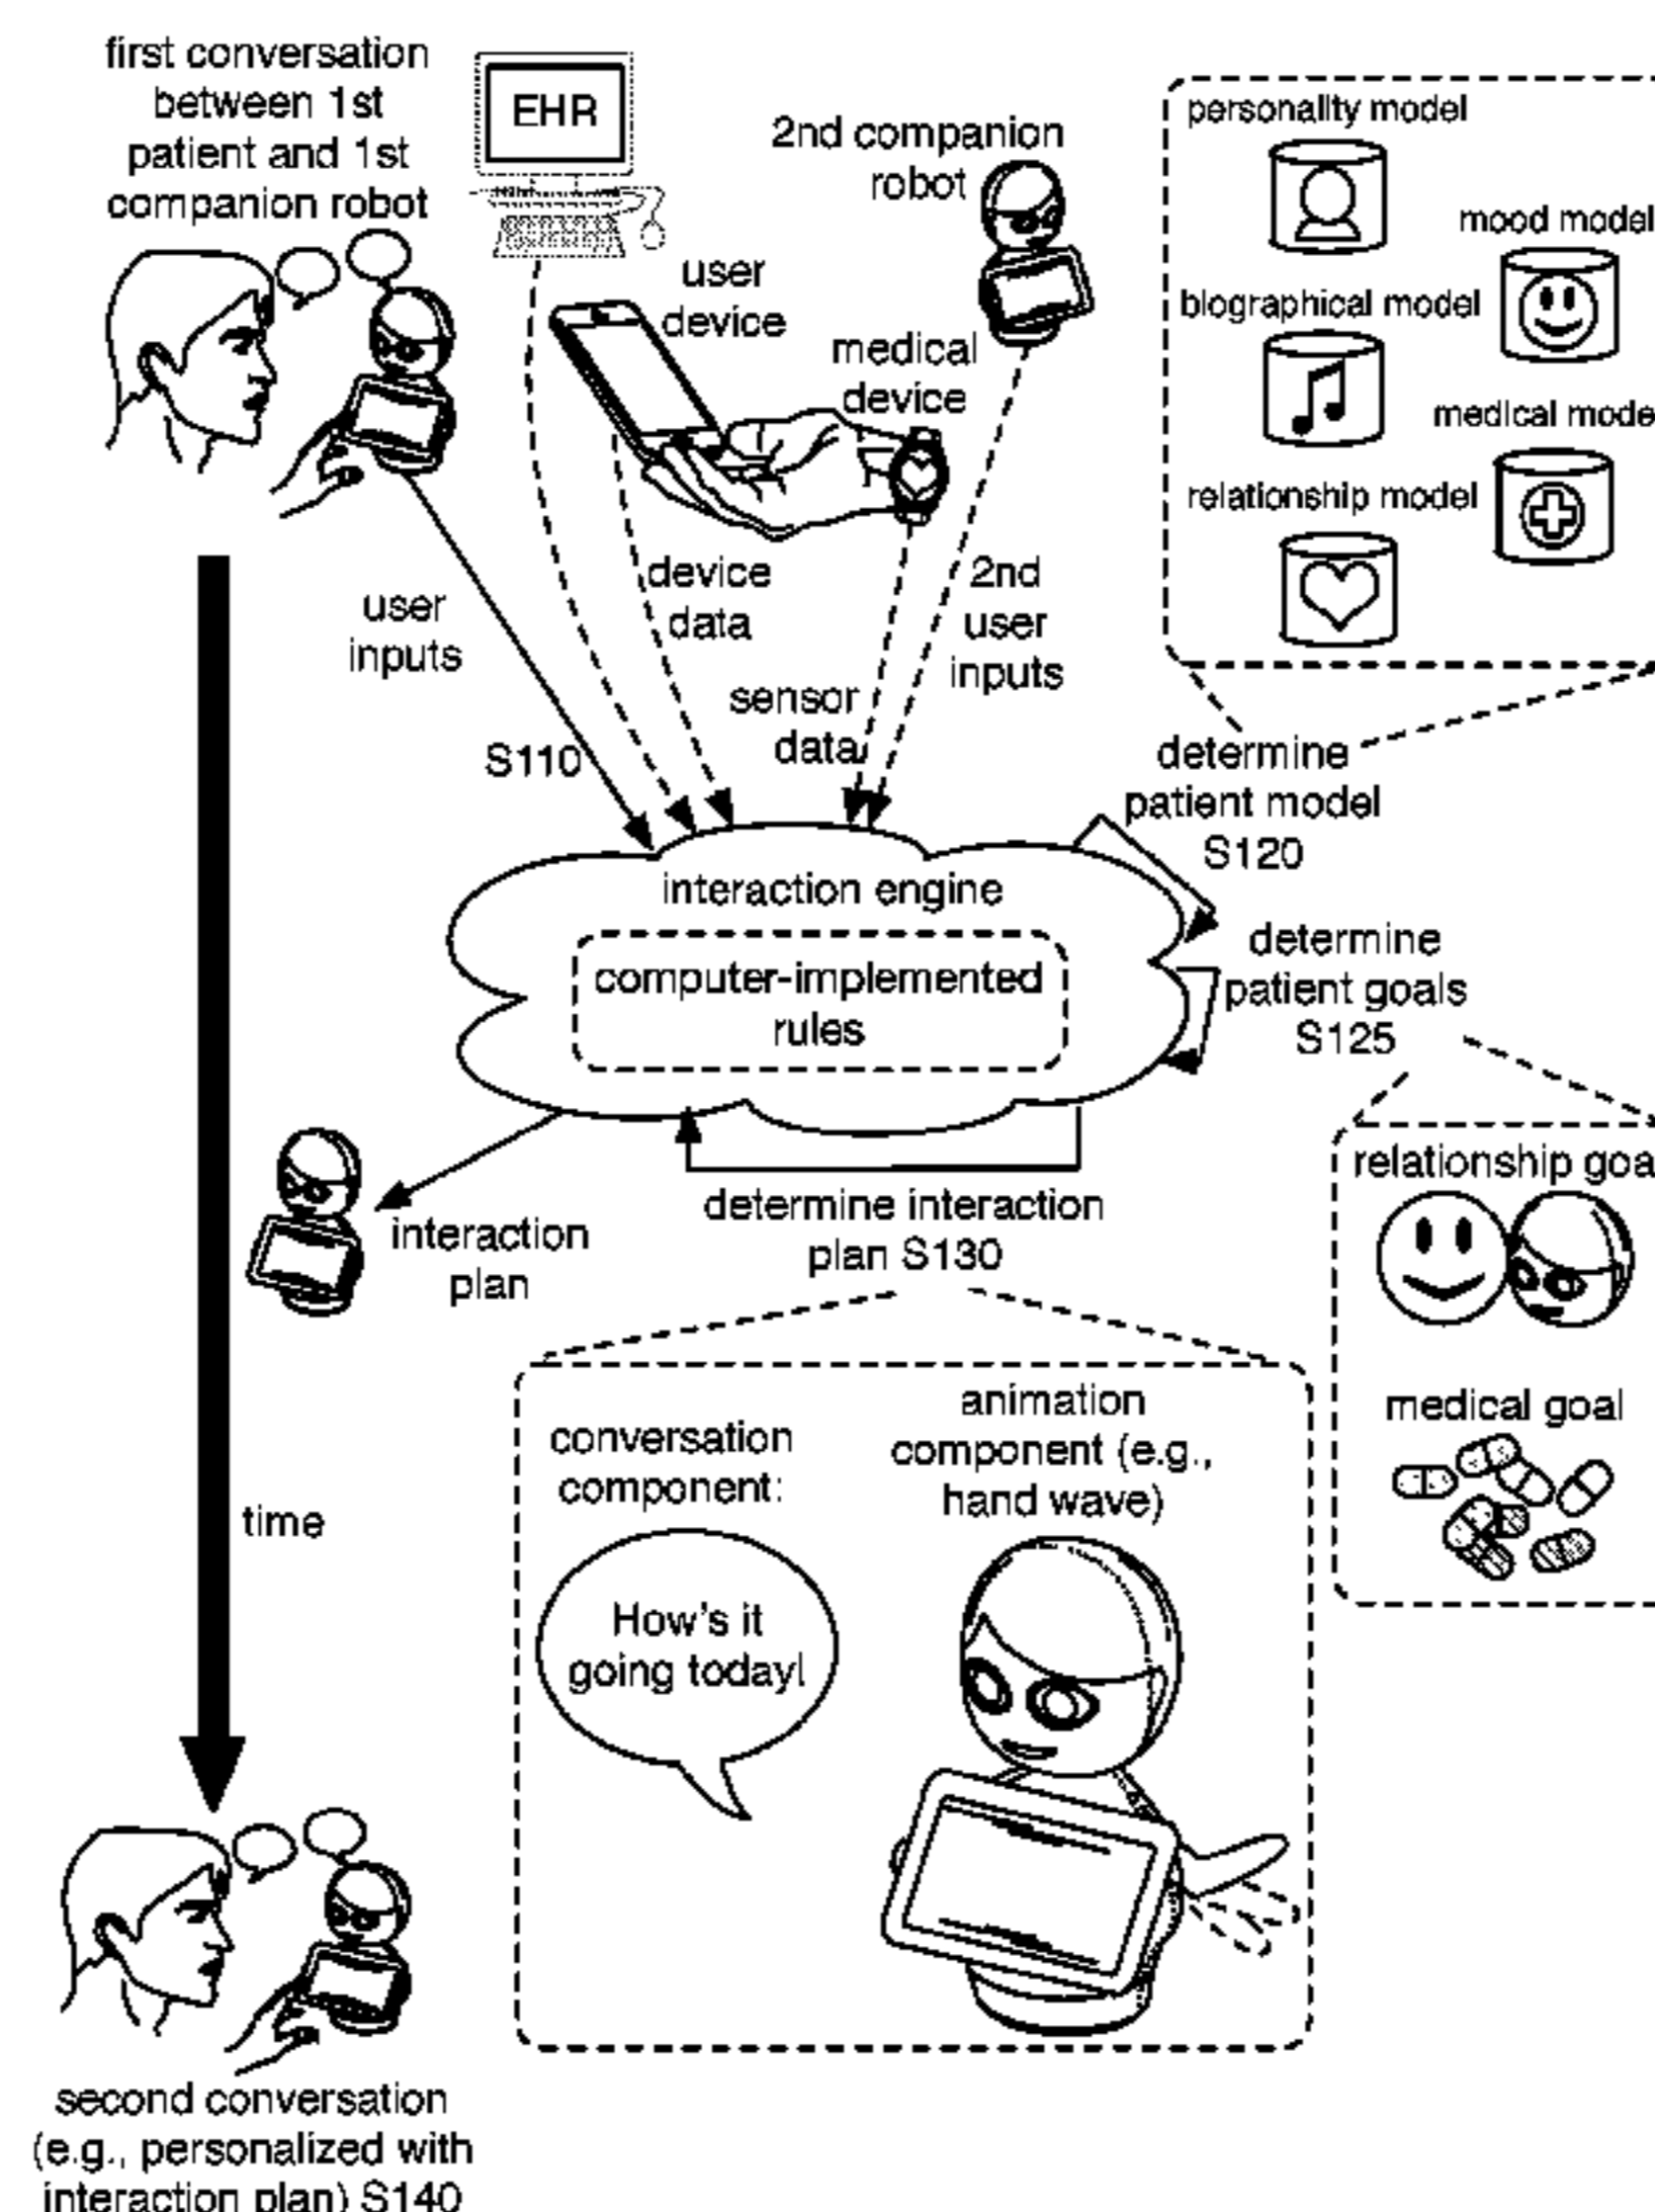 first conversation
between 1st
patient and 1st
companion robot
EHR
2nd companion
robot
user
device
medical
device
personality model
mood model
biographical model
medical mode
relationship model
user
inputs
device
data
sensor
data
2nd
user
inputs
S110
determine
patient model
S120
interaction engine
computer-implemented
rules
determine
patient goals
S125
interaction
plan
determine interaction
plan S130
relationship goa
medical goal
conversation
component:
How's it
going today!
animation
component (e.g.,
hand wave)
time
second conversation
(e.g., personalized with
interaction plan) S140